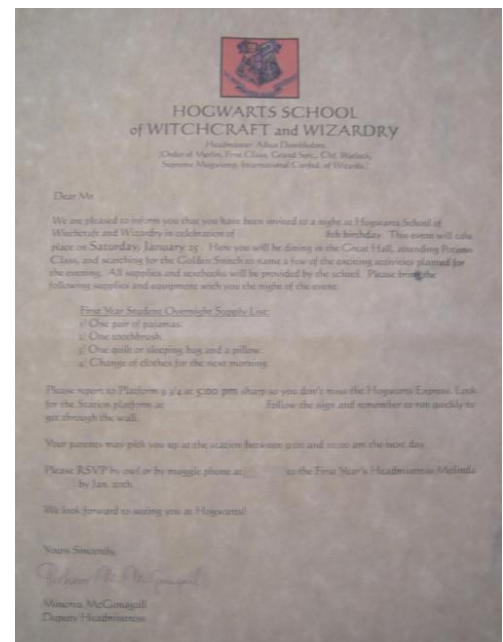 HOGWARTS SCHOOL
of WITCHCRAFT and WIZARDRY
Headmaster: Albus Dumbledore
(Order of Merlin, First Class, Grand Sorc., Chf. Warlock,
Supreme Mugwump, International Confed. of Wizards)
Dear Mr.
We are pleased to inform you that you have been invited to a night at Hogwarts School of
Witchcraft and Wizardry in celebration of 8th birthday. This event will take
place on Saturday, January 25. Here you will be dining in the Great Hall, attending Potions
Class, and searching for the Golden Snitch to name a few of the exciting activities planned for
the evening. All supplies and textbooks will be provided by the school. Please bring the
following supplies and equipment with you the night of the event:
First Year Student Overnight Supply List:
1) One pair of pajamas.
2) One toothbrush.
3) One quilt or sleeping bag and a pillow.
4) Change of clothes for the next morning.
Please report to Platform 9 3/4 at 5:00 pm sharp so you don't miss the Hogwarts Express. Look
for the Station platform at Follow the sign and remember to run quickly to
get through the wall.
Your parents may pick you up at the station between 9:00 and 10:00 am the next day.
Please RSVP by owl or by muggle phone at to the First Year's Headmistress Melinda
by Jan. 20th.
We look forward to seeing you at Hogwarts!
Yours Sincerely,
Minerva McGonagall
Deputy Headmistress